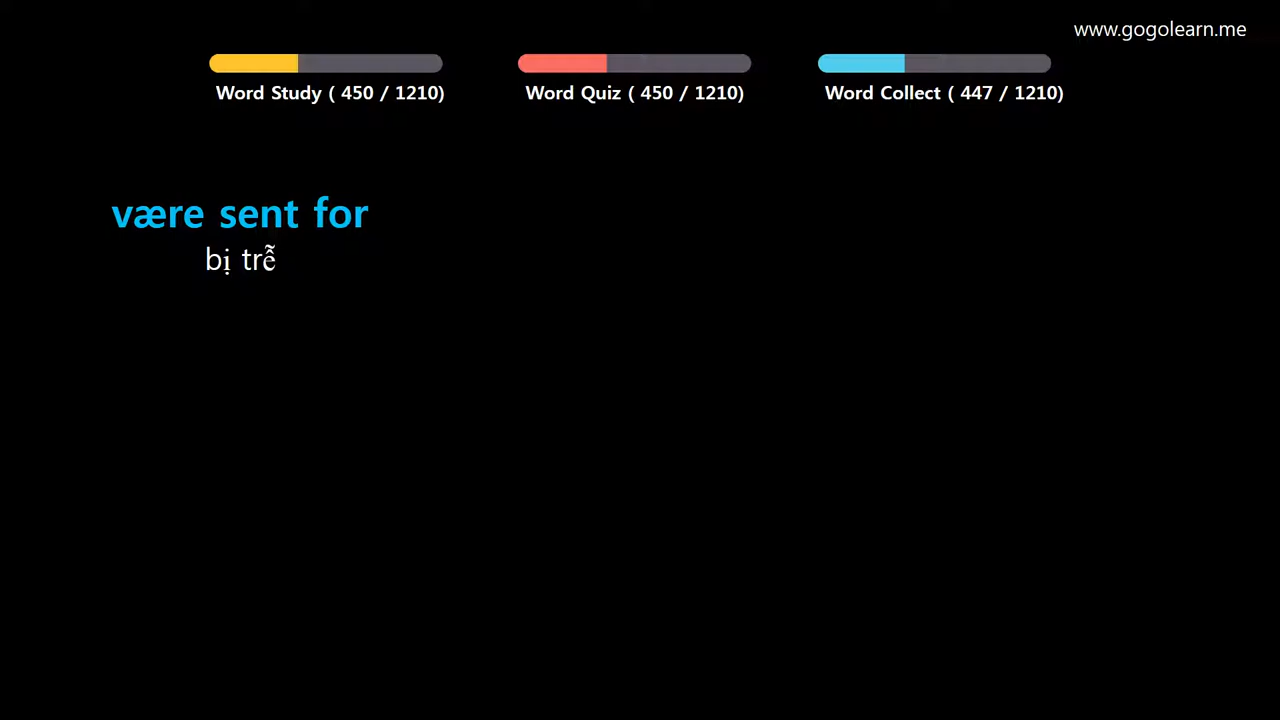 www.gogolearn.me
Word Study ( 450 / 1210)
Word Quiz ( 450 / 1210)
Word Collect ( 447 / 1210)
være sent for
bị trễ